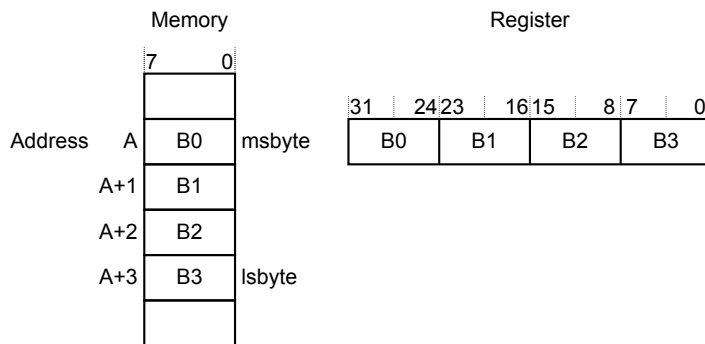 Memory Register
7 0
31 24 23 16 15 8 7 0
Address A B0 msbyte B0 B1 B2 B3
A+1 B1
A+2 B2
A+3 B3 lsbyte